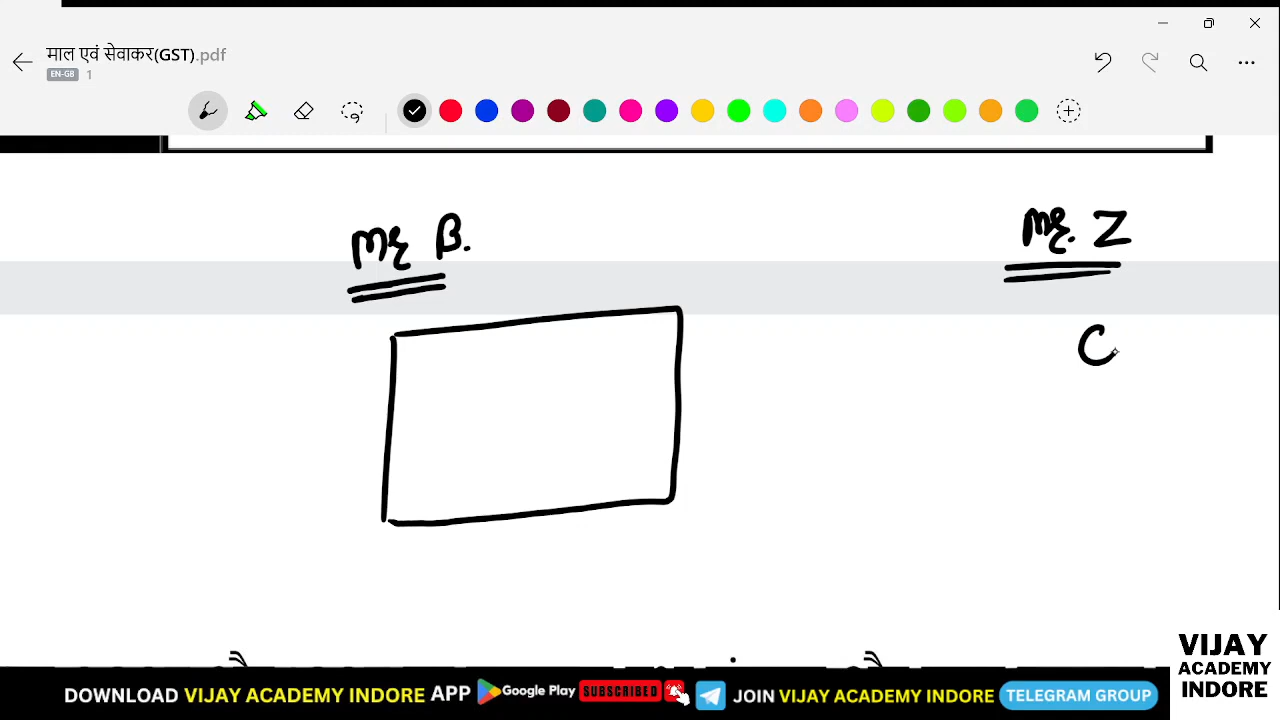 माल एवं सेवाकर(GST).pdf
EN-GB 1
Mr B.
Mr. Z
C
VIJAY
ACADEMY
INDORE
DOWNLOAD VIJAY ACADEMY INDORE APP Google Play SUBSCRIBED JOIN VIJAY ACADEMY INDORE TELEGRAM GROUP